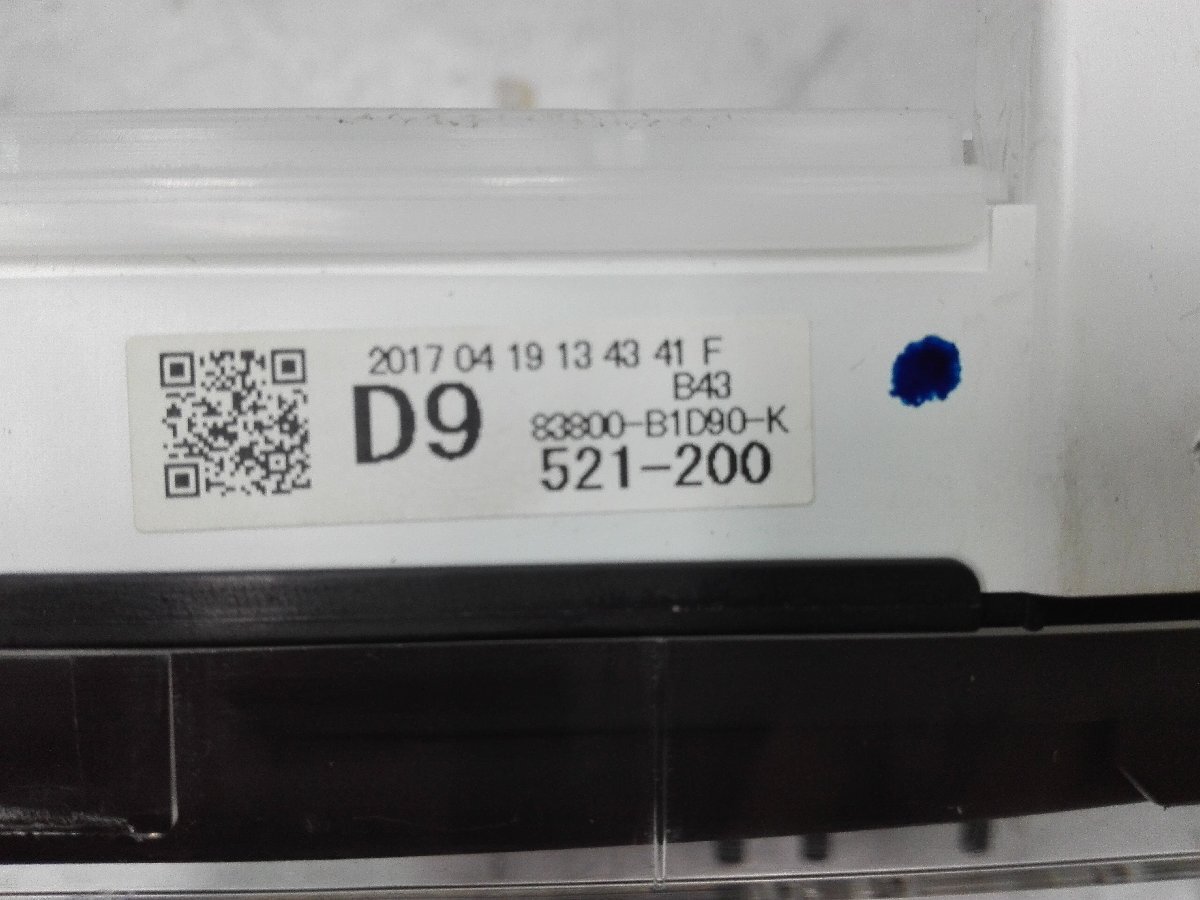 2017 04 19 13 43 41 F
B43
D9
83800-B1D90-K
521-200